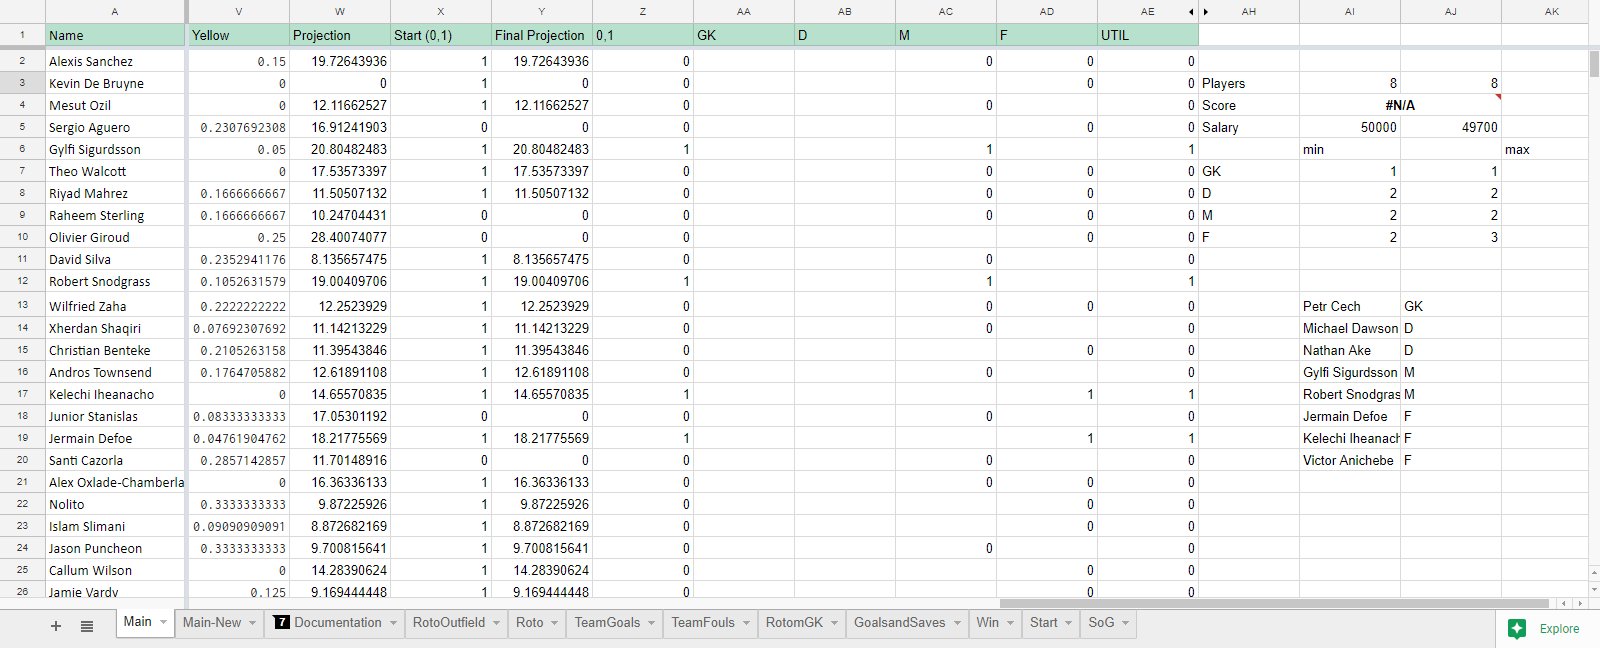 A V W X Y Z AA AB AC AD AE AH AI AJ AK
1 Name Yellow Projection Start (0,1) Final Projection 0,1 GK D M F UTIL
2 Alexis Sanchez 0.15 19.72643936 1 19.72643936 0 0 0 0
3 Kevin De Bruyne 0 0 1 0 0 0 0 Players 8 8
4 Mesut Ozil 0 12.11662527 1 12.11662527 0 0 0 Score #N/A
5 Sergio Aguero 0.2307692308 16.91241903 0 0 0 0 0 Salary 50000 49700
6 Gylfi Sigurdsson 0.05 20.80482483 1 20.80482483 1 1 1 min max
7 Theo Walcott 0 17.53573397 1 17.53573397 0 0 0 0 GK 1 1
8 Riyad Mahrez 0.1666666667 11.50507132 1 11.50507132 0 0 0 0 D 2 2
9 Raheem Sterling 0.1666666667 10.24704431 0 0 0 0 0 0 M 2 2
10 Olivier Giroud 0.25 28.40074077 0 0 0 0 0 F 2 3
11 David Silva 0.2352941176 8.135657475 1 8.135657475 0 0 0
12 Robert Snodgrass 0.1052631579 19.00409706 1 19.00409706 1 1 1
13 Wilfried Zaha 0.2222222222 12.2523929 1 12.2523929 0 0 0 0 Petr Cech GK
14 Xherdan Shaqiri 0.07692307692 11.14213229 1 11.14213229 0 0 0 Michael Dawson D
15 Christian Benteke 0.2105263158 11.39543846 1 11.39543846 0 0 0 Nathan Ake D
16 Andros Townsend 0.1764705882 12.61891108 1 12.61891108 0 0 0 Gylfi Sigurdsson M
17 Kelechi Iheanacho 0 14.65570835 1 14.65570835 1 1 1 Robert Snodgras M
18 Junior Stanislas 0.08333333333 17.05301192 0 0 0 0 0 Jermain Defoe F
19 Jermain Defoe 0.04761904762 18.21775569 1 18.21775569 1 1 1 Kelechi Iheanach F
20 Santi Cazorla 0.2857142857 11.70148916 0 0 0 0 0 Victor Anichebe F
21 Alex Oxlade-Chamberla 0 16.36336133 1 16.36336133 0 0 0 0
22 Nolito 0.3333333333 9.87225926 1 9.87225926 0 0 0
23 Islam Slimani 0.09090909091 8.872682169 1 8.872682169 0 0 0
24 Jason Puncheon 0.3333333333 9.700815641 1 9.700815641 0 0 0
25 Callum Wilson 0 14.28390624 1 14.28390624 0 0 0
26 Jamie Vardy 0.125 9.169444448 1 9.169444448 0 0 0
Main Main-New 7 Documentation RotoOutfield Roto TeamGoals TeamFouls RotomGK GoalsandSaves Win Start SoG Explore